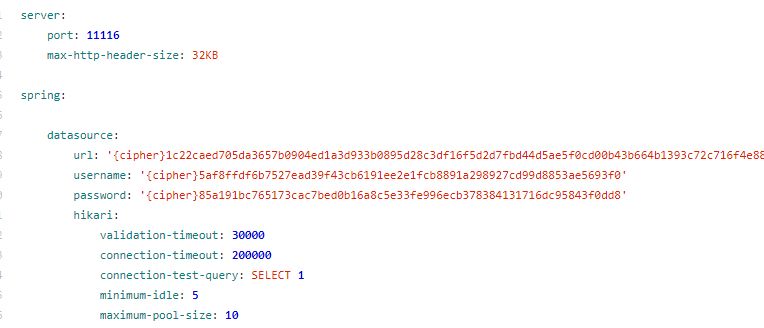 server:
port: 11116
max-http-header-size: 32KB
spring:
datasource:
url: '{cipher}1c22caed705da3657b0904ed1a3d933b0895d28c3df16f5d2d7fbd44d5ae5f0cd00b43b664b1393c72c716f4e88
username: '{cipher}5af8ffdf6b7527ead39f43cb6191ee2e1fcb8891a298927cd99d8853ae5693f0'
password: '{cipher}85a191bc765173cac7bed0b16a8c5e33fe996ecb378384131716dc95843f0dd8'
hikari:
validation-timeout: 30000
connection-timeout: 200000
connection-test-query: SELECT 1
minimum-idle: 5
maximum-pool-size: 10